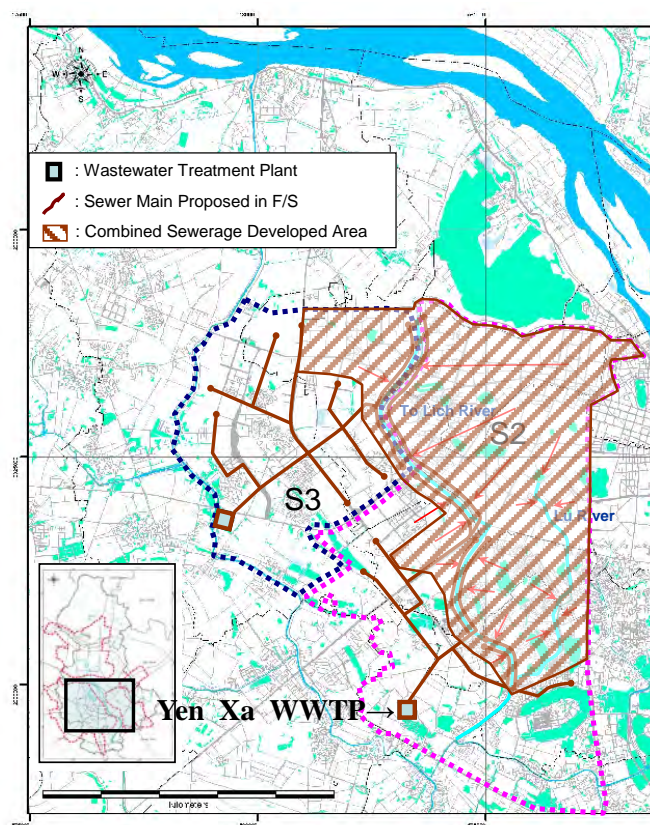 N
W
E
S
: Wastewater Treatment Plant
: Sewer Main Proposed in F/S
: Combined Sewerage Developed Area
To Lich River
S2
S3
Lu River
Yen Xa WWTP→
kilometers